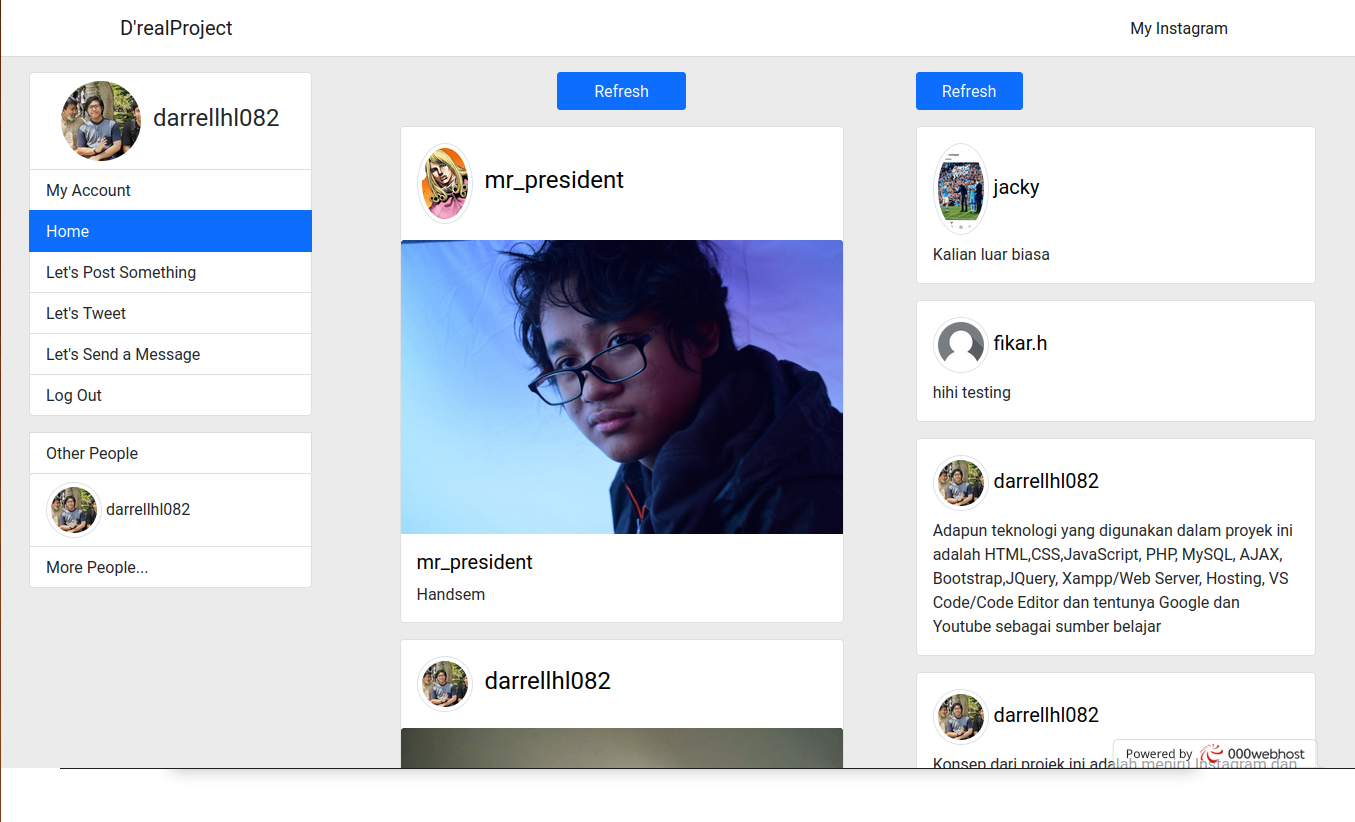 D'realProject
My Instagram
darrellhl082
My Account
Home
Let's Post Something
Let's Tweet
Let's Send a Message
Log Out
Other People
darrellhl082
More People...
Refresh
mr_president
mr_president
Handsem
darrellhl082
Refresh
jacky
Kalian luar biasa
fikar.h
hihi testing
darrellhl082
Adapun teknologi yang digunakan dalam proyek ini
adalah HTML,CSS,JavaScript, PHP, MySQL, AJAX,
Bootstrap,JQuery, Xampp/Web Server, Hosting, VS
Code/Code Editor dan tentunya Google dan
Youtube sebagai sumber belajar
darrellhl082
Konsep dari projek ini adalah meniru Instagram dan
Powered by 000webhost